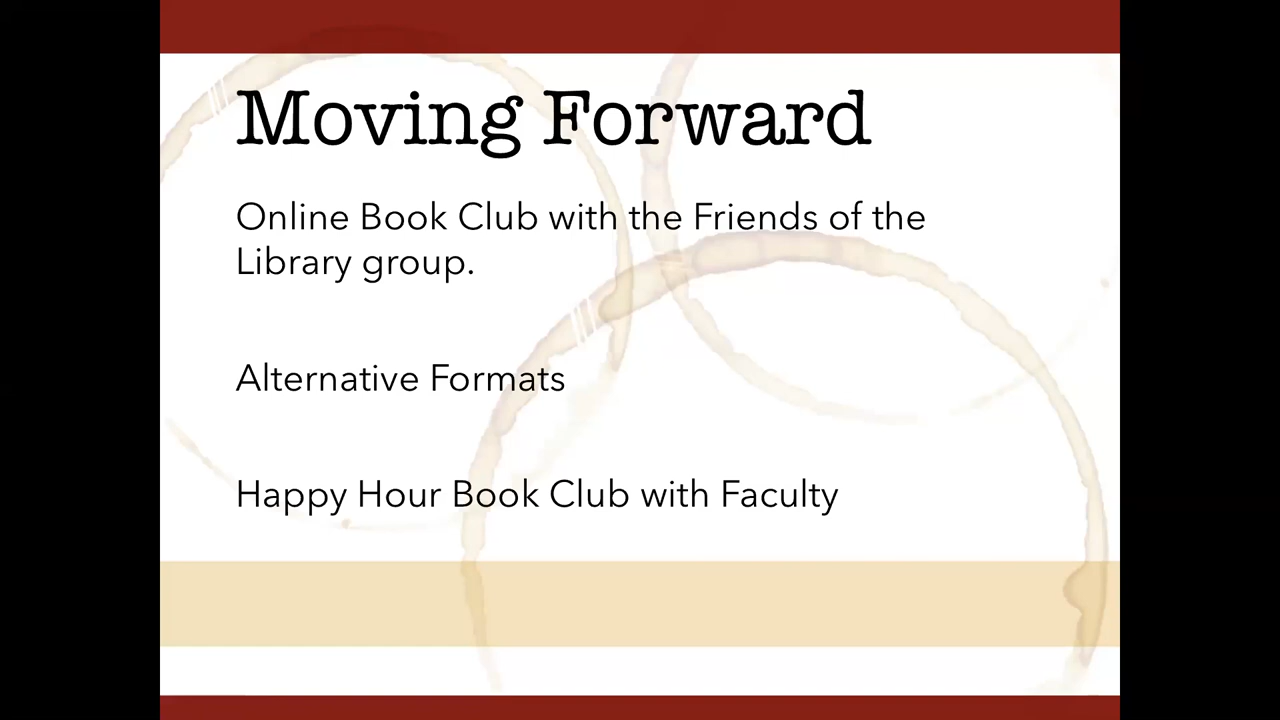 Moving Forward
Online Book Club with the Friends of the
Library group.
Alternative Formats
Happy Hour Book Club with Faculty